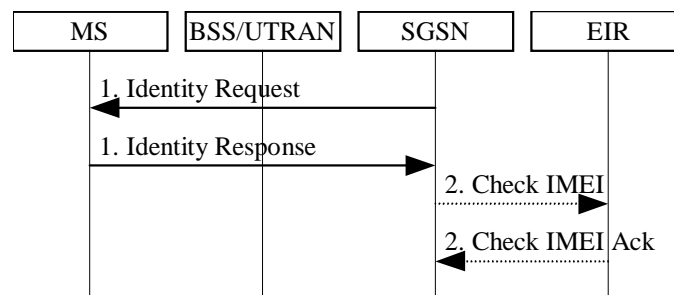 MS
BSS/UTRAN
SGSN
EIR
1. Identity Request
1. Identity Response
2. Check IMEI
2. Check IMEI Ack